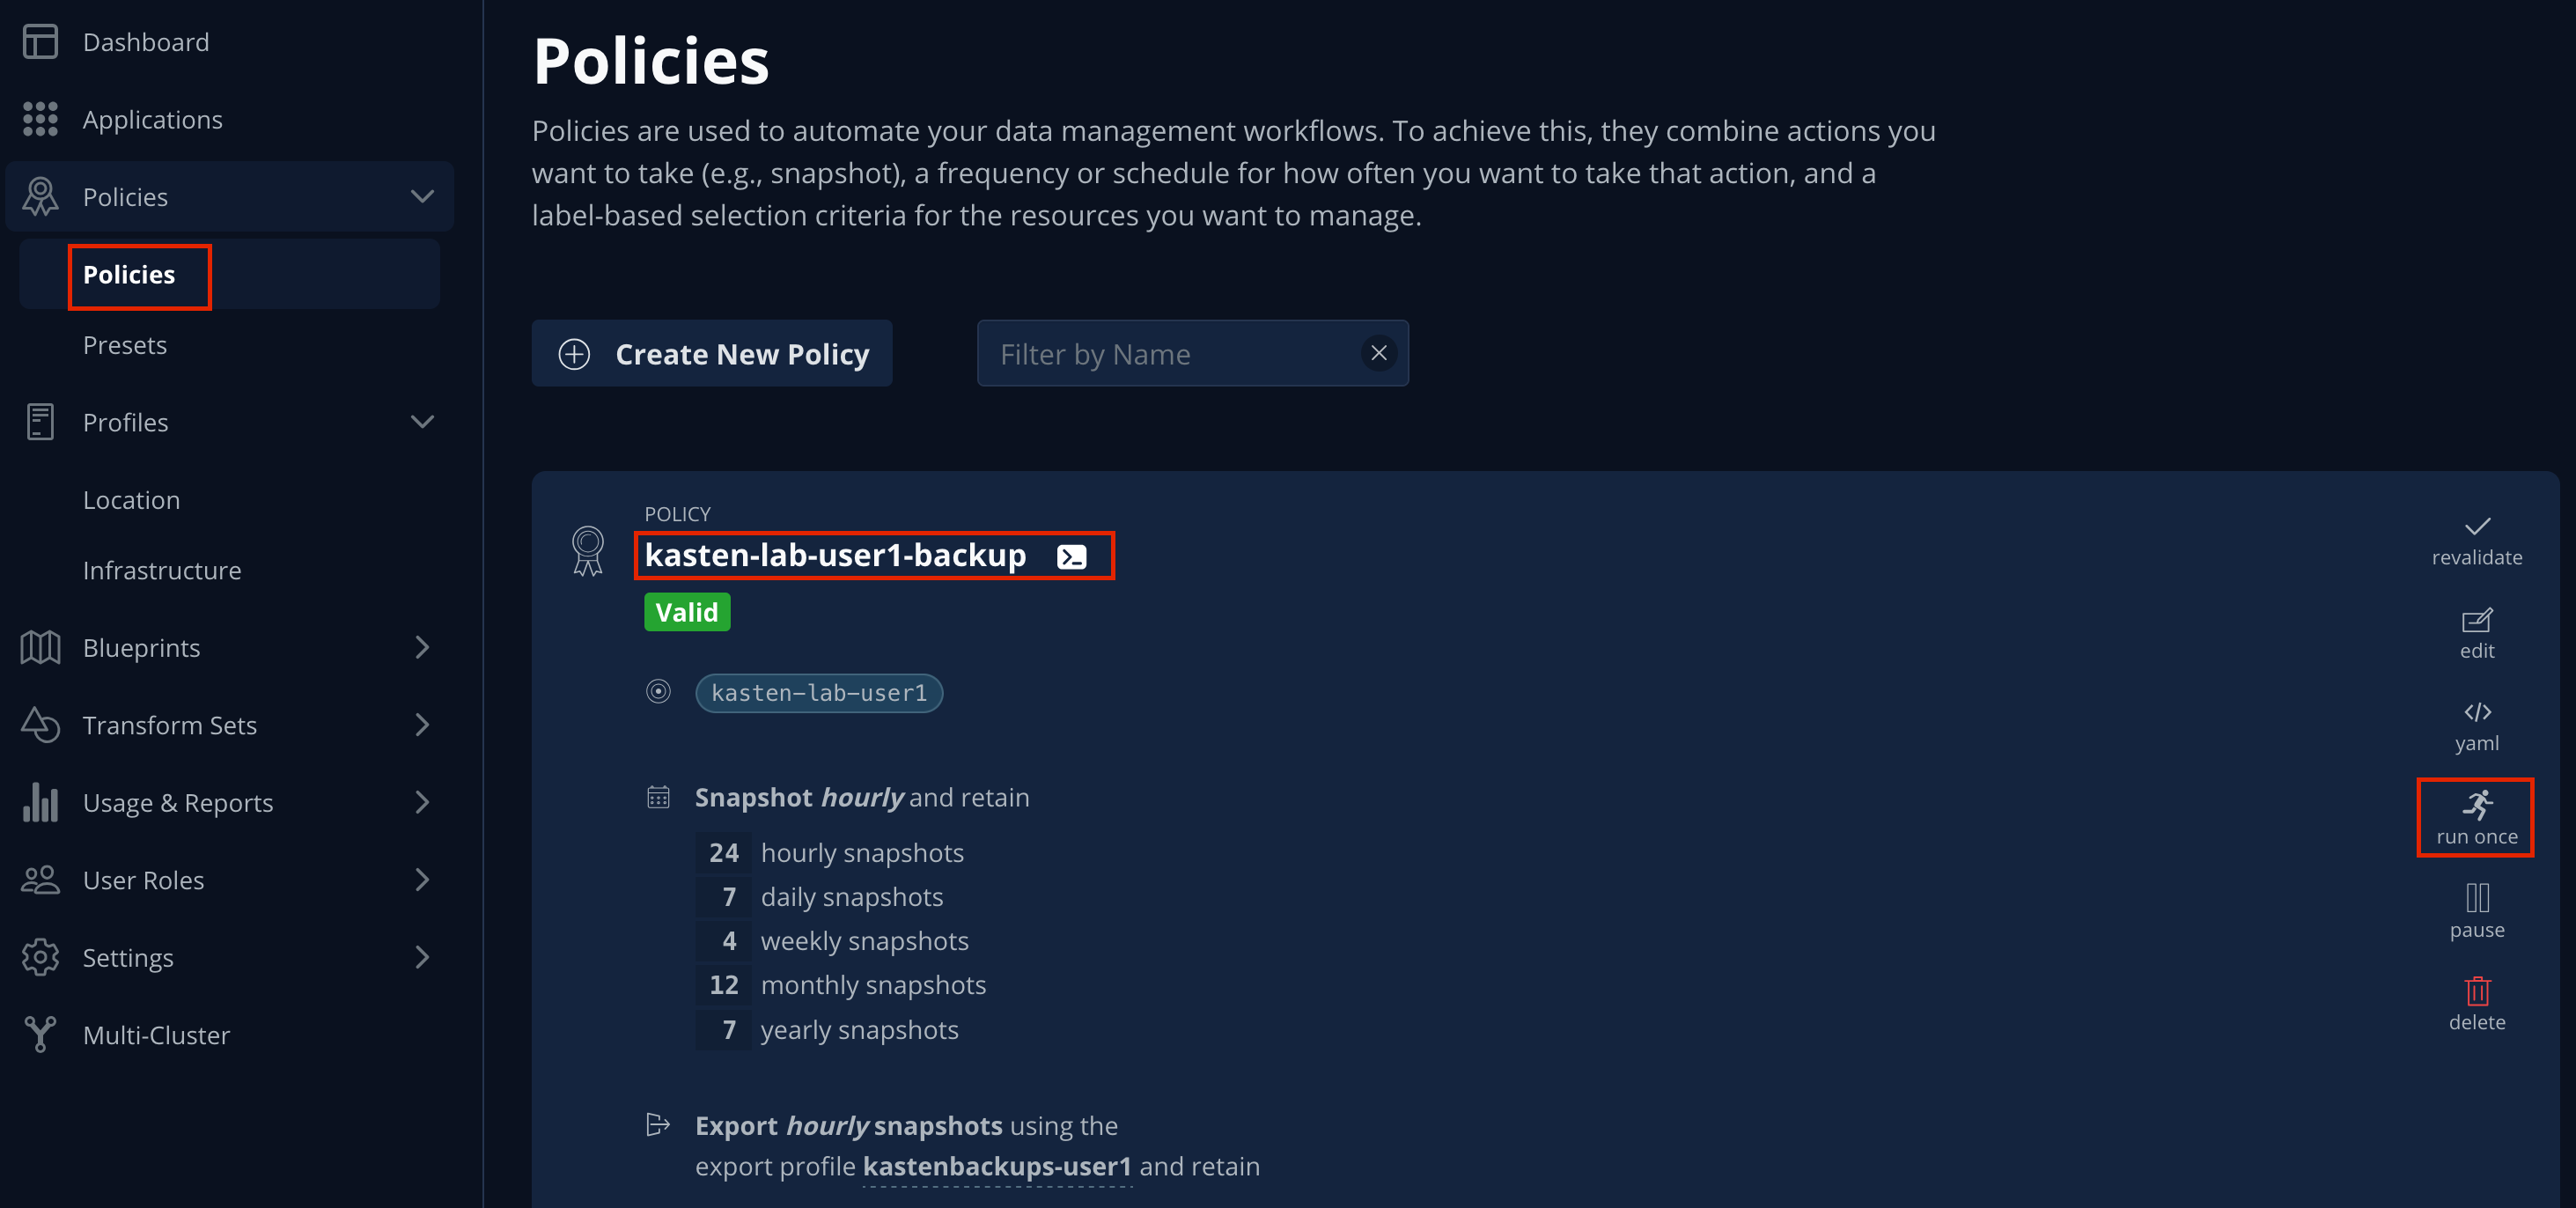 Dashboard
Applications
Policies
Policies
Presets
Profiles
Location
Infrastructure
Blueprints
Transform Sets
Usage & Reports
User Roles
Settings
Multi-Cluster
Policies
Policies are used to automate your data management workflows. To achieve this, they combine actions you
want to take (e.g., snapshot), a frequency or schedule for how often you want to take that action, and a
label-based selection criteria for the resources you want to manage.
Create New Policy
Filter by Name
POLICY
kasten-lab-user1-backup
Valid
kasten-lab-user1
Snapshot hourly and retain
24 hourly snapshots
7 daily snapshots
4 weekly snapshots
12 monthly snapshots
7 yearly snapshots
Export hourly snapshots using the
export profile kastenbackups-user1 and retain
revalidate
edit
yaml
run once
pause
delete